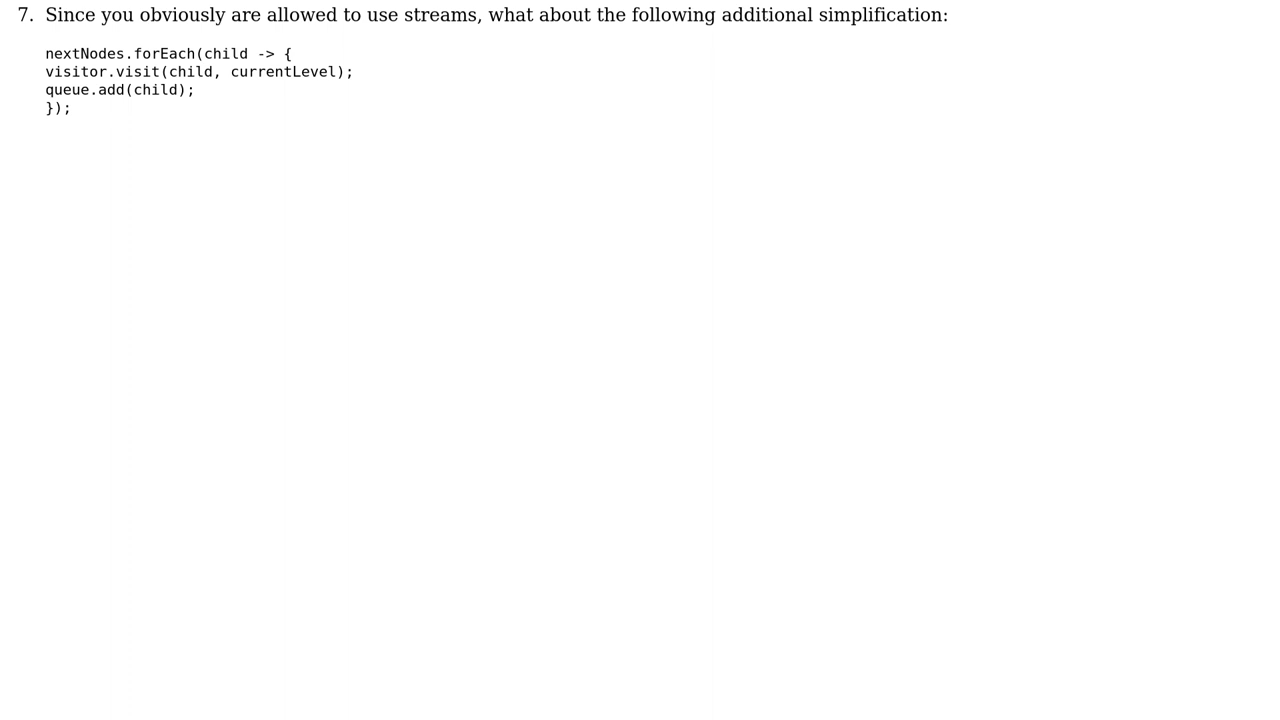 7. Since you obviously are allowed to use streams, what about the following additional simplification:
nextNodes.forEach(child -> {
visitor.visit(child, currentLevel);
queue.add(child);
});